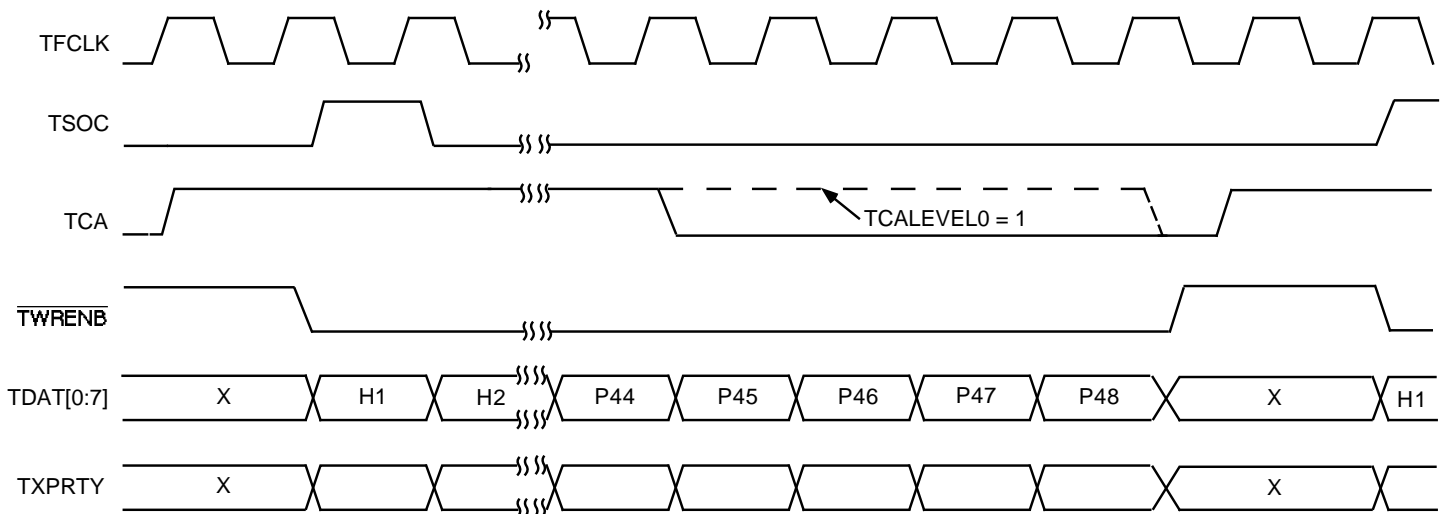 TFCLK
TSOC
TCA
TCALEVEL0 = 1
TWRENB
TDAT[0:7] X H1 H2 P44 P45 P46 P47 P48 X H1
TXPRTY X X